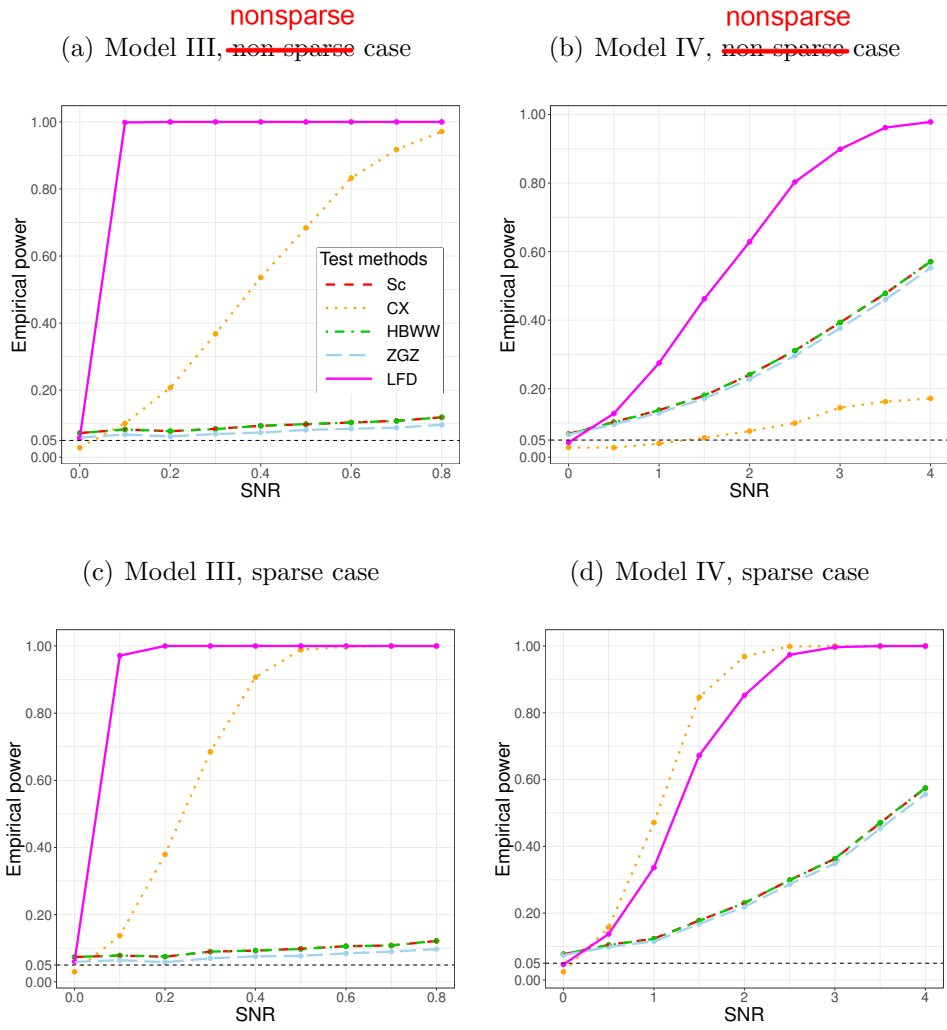 nonsparse
nonsparse
(a) Model III, non-sparse case
(b) Model IV, non-sparse case
1.00
0.80
0.60
0.40
0.20
0.05
0.00
Empirical power
Test methods
Sc
CX
HBWW
ZGZ
LFD
0.0 0.2 0.4 0.6 0.8
SNR
1.00
0.80
0.60
0.40
0.20
0.05
0.00
Empirical power
0 1 2 3 4
SNR
(c) Model III, sparse case
(d) Model IV, sparse case
1.00
0.80
0.60
0.40
0.20
0.05
0.00
Empirical power
0.0 0.2 0.4 0.6 0.8
SNR
1.00
0.80
0.60
0.40
0.20
0.05
0.00
Empirical power
0 1 2 3 4
SNR